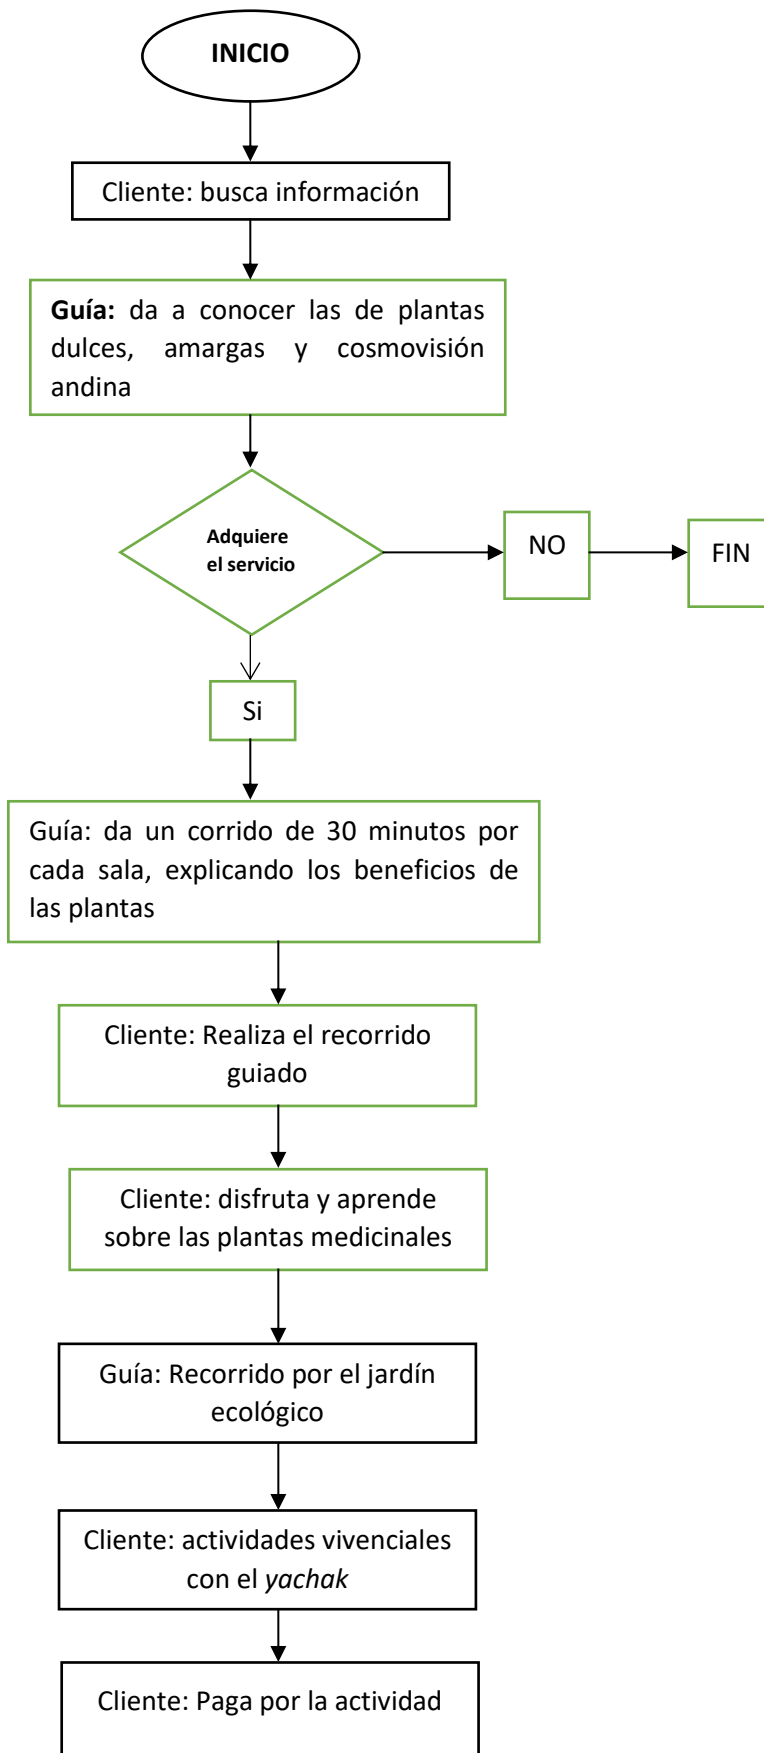 INICIO
Cliente: busca información
Guía: da a conocer las de plantas
dulces, amargas y cosmovisión
andina
Adquiere
el servicio
NO
FIN
Si
Guía: da un corrido de 30 minutos por
cada sala, explicando los beneficios de
las plantas
Cliente: Realiza el recorrido
guiado
Cliente: disfruta y aprende
sobre las plantas medicinales
Guía: Recorrido por el jardín
ecológico
Cliente: actividades vivenciales
con el yachak
Cliente: Paga por la actividad